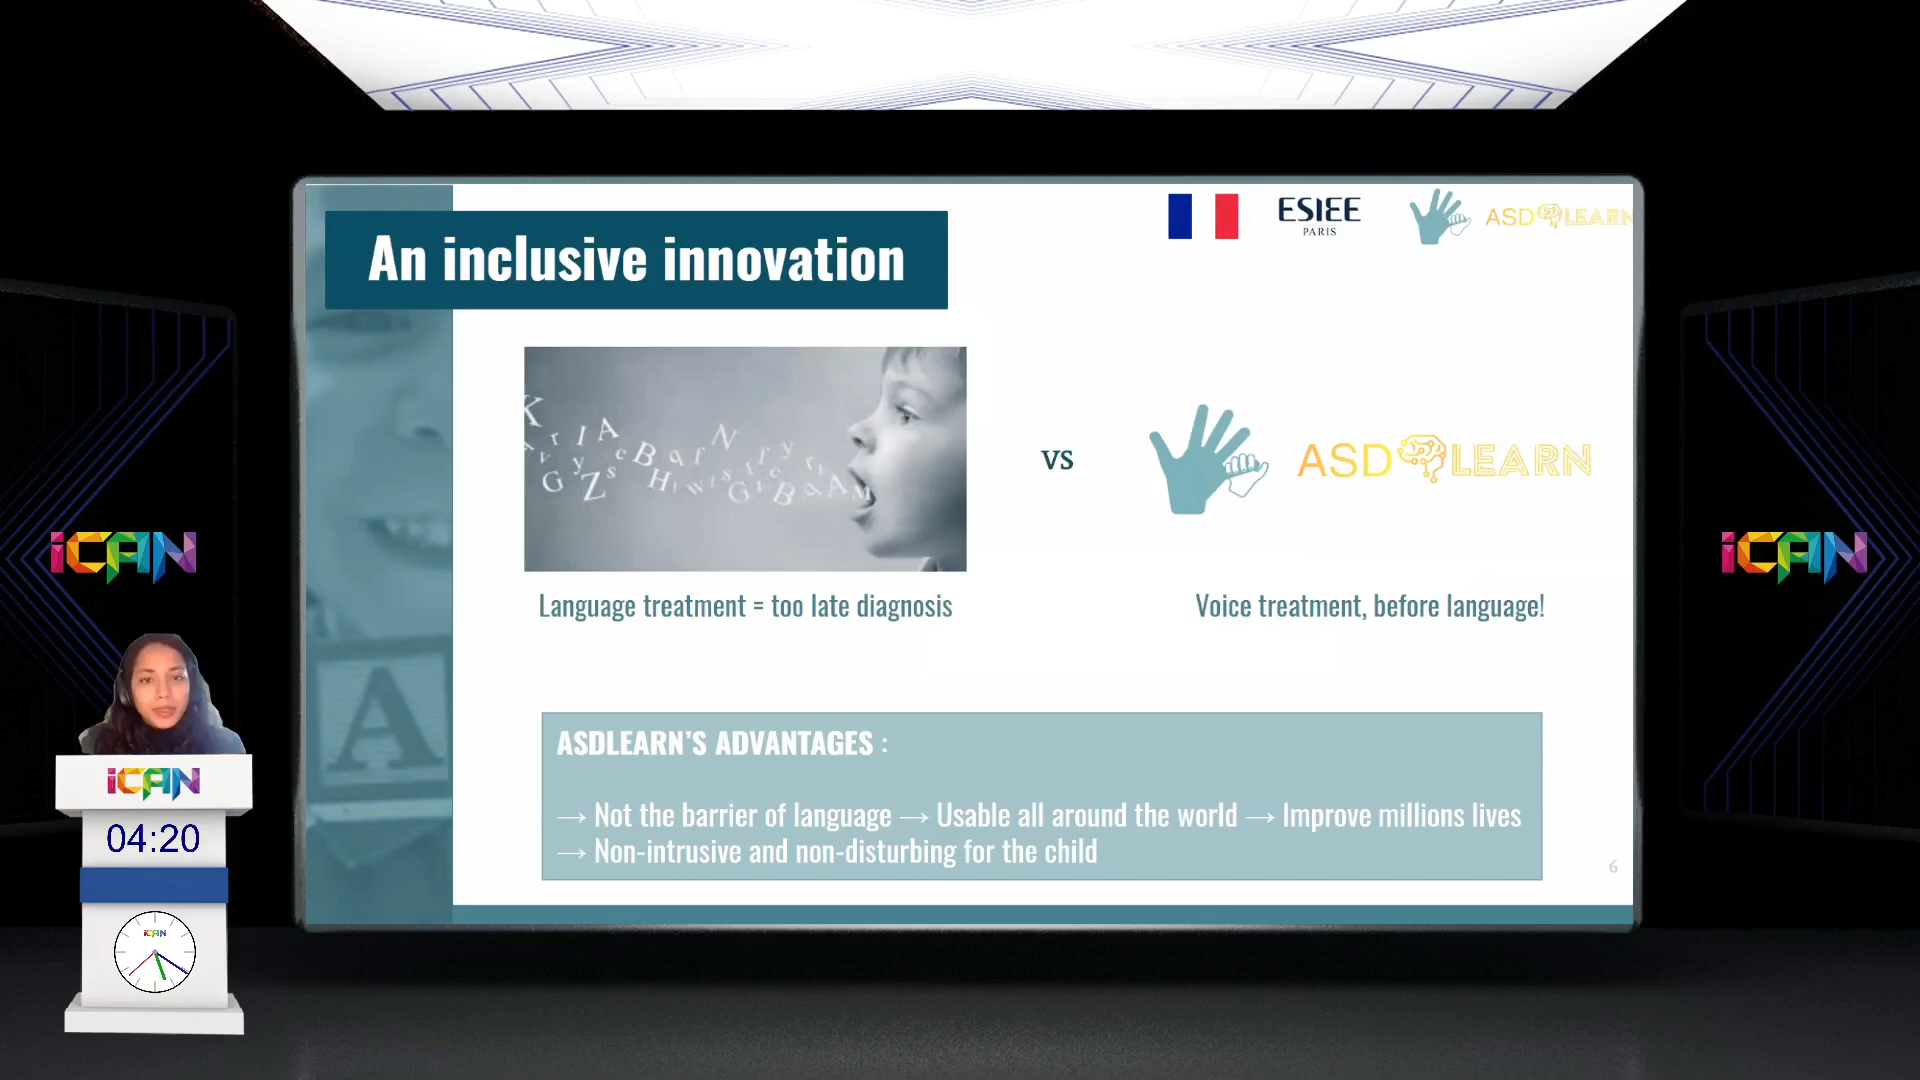 ESIEE
PARIS
ASD LEARN
An inclusive innovation
vs
ASD LEARN
Language treatment = too late diagnosis
Voice treatment, before language!
ASDLEARN'S ADVANTAGES :
→ Not the barrier of language → Usable all around the world → Improve millions lives
→ Non-intrusive and non-disturbing for the child
6
A
iCAN
iCAN
iCAN
04:20
iCAN